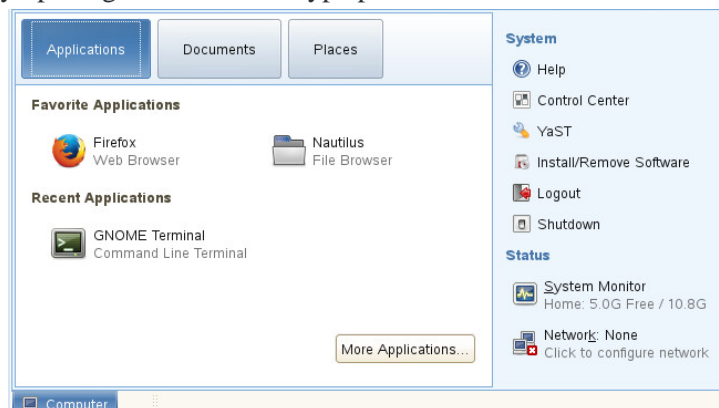 Applications
Documents
Places
Favorite Applications
Firefox
Web Browser
Nautilus
File Browser
Recent Applications
GNOME Terminal
Command Line Terminal
More Applications...
System
Help
Control Center
YaST
Install/Remove Software
Logout
Shutdown
Status
System Monitor
Home: 5.0G Free / 10.8G
Network: None
Click to configure network
Computer